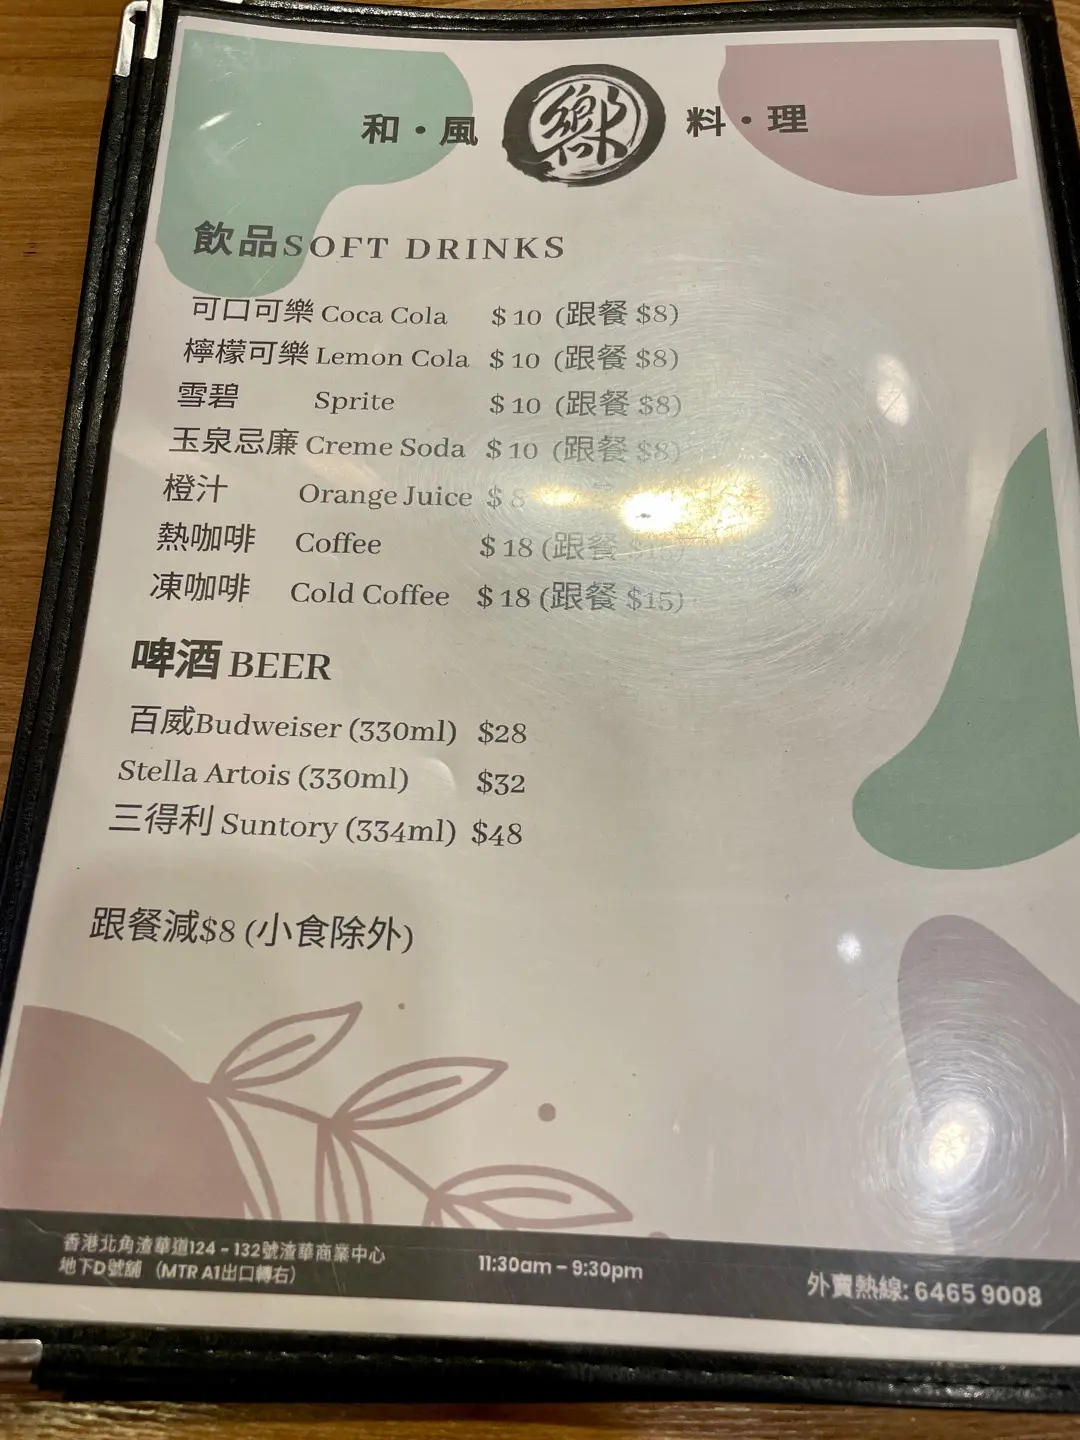 和・風 鄉 料・理
飲品SOFT DRINKS
可口可樂 Coca Cola $10 (跟餐 $8)
檸檬可樂 Lemon Cola $10 (跟餐 $8)
雪碧 Sprite $10 (跟餐 $8)
玉泉忌廉 Creme Soda $10 (跟餐 $8)
橙汁 Orange Juice $8
熱咖啡 Coffee $18 (跟餐 $15)
凍咖啡 Cold Coffee $18 (跟餐 $15)
啤酒 BEER
百威Budweiser (330ml) $28
Stella Artois (330ml) $32
三得利 Suntory (334ml) $48
跟餐減$8 (小食除外)
香港北角渣華道124 - 132號渣華商業中心
地下D號舖 (MTR A1出口轉右)
11:30am – 9:30pm
外賣熱線: 6465 9008